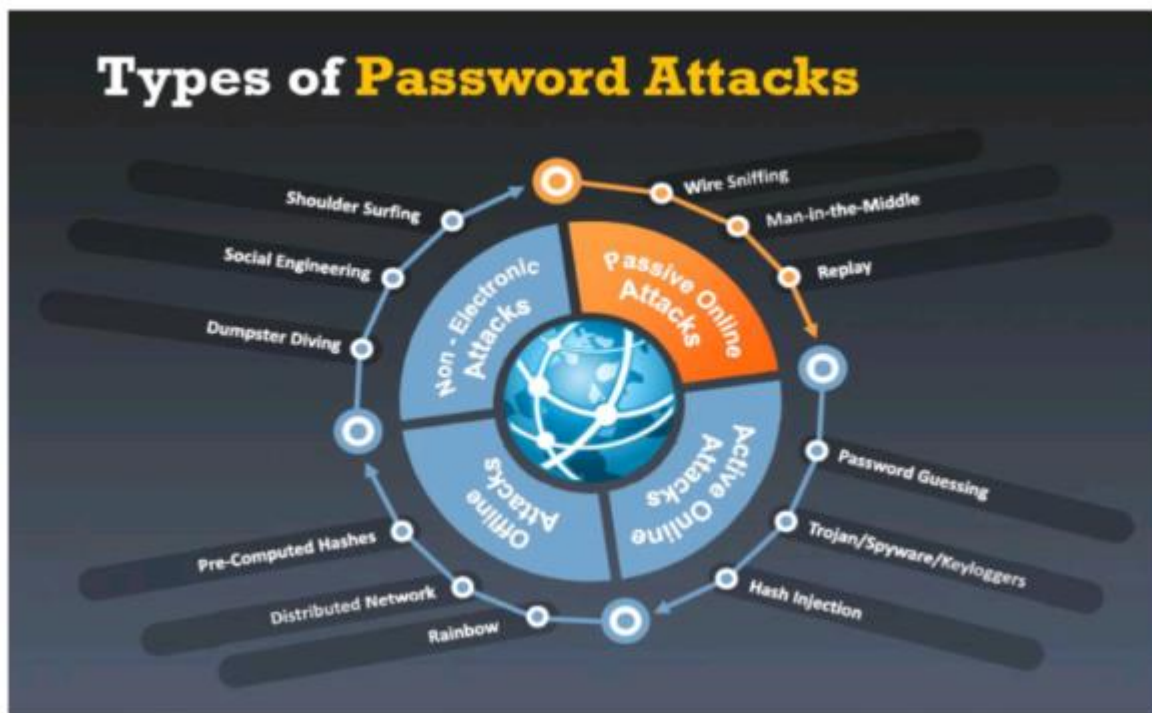 Types of Password Attacks
Wire Sniffing
Man-in-the-Middle
Replay
Passive Online
Attacks
Password Guessing
Trojan/Spyware/Keyloggers
Hash Injection
Active Online
Attacks
Pre-Computed Hashes
Distributed Network
Rainbow
Offline
Attacks
Shoulder Surfing
Social Engineering
Dumpster Diving
Non - Electronic
Attacks